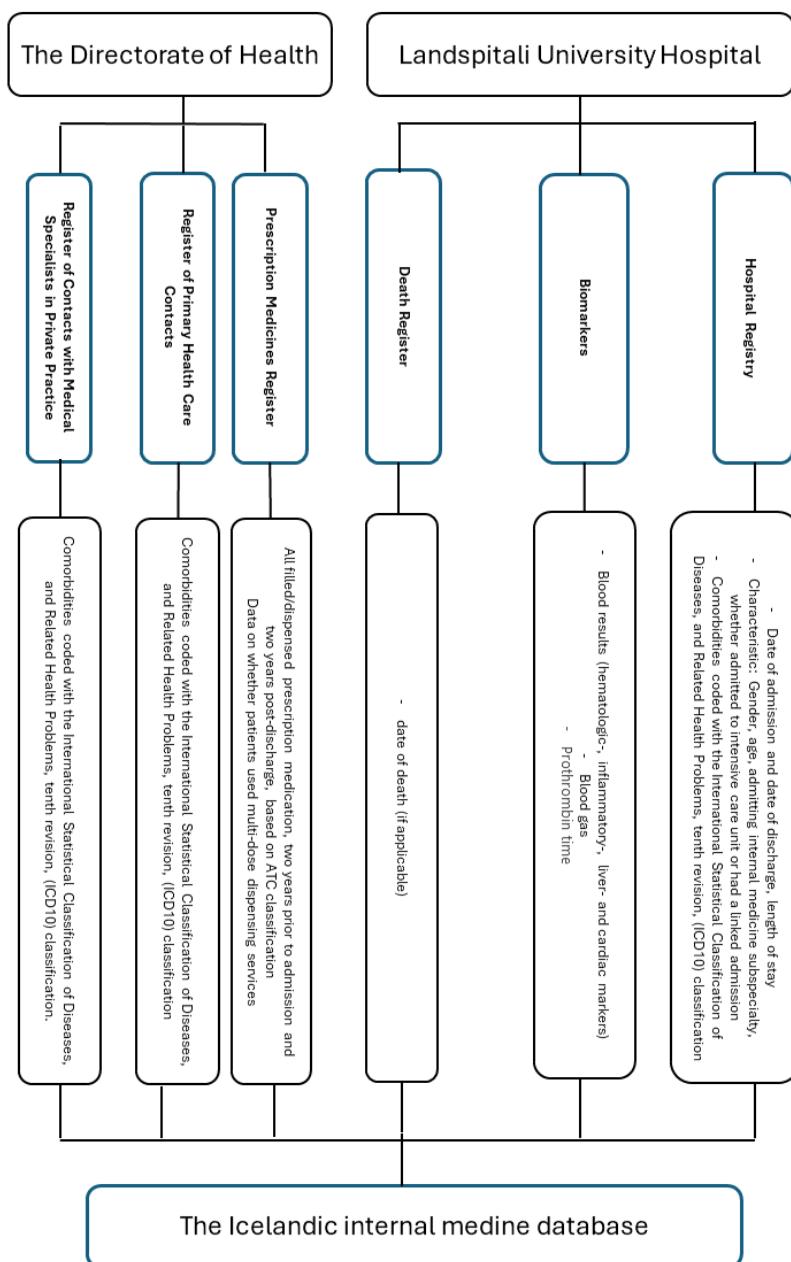 The Directorate of Health
Landspitali University Hospital
Register of Contacts with Medical
Specialists in Private Practice
Register of Primary Health Care
Contacts
Prescription Medicines Register
Death Register
Biomarkers
Hospital Registry
Comorbidities coded with the International Statistical Classification of Diseases,
and Related Health Problems, tenth revision, (ICD10) classification.
Comorbidities coded with the International Statistical Classification of Diseases,
and Related Health Problems, tenth revision, (ICD10) classification
All filled/dispensed prescription medication, two years prior to admission and
two years post-discharge, based on ATC classification
Data on whether patients used multi-dose dispensing services
- date of death (if applicable)
- Blood results (hematologic-, inflammatory-, liver- and cardiac markers)
- Blood gas
- Prothrombin time
- Date of admission and date of discharge, length of stay
- Characteristic: Gender, age, admitting internal medicine subspecialty,
whether admitted to intensive care unit or had a linked admission
- Comorbidities coded with the International Statistical Classification of
Diseases, and Related Health Problems, tenth revision, (ICD10) classification
The Icelandic internal medine database